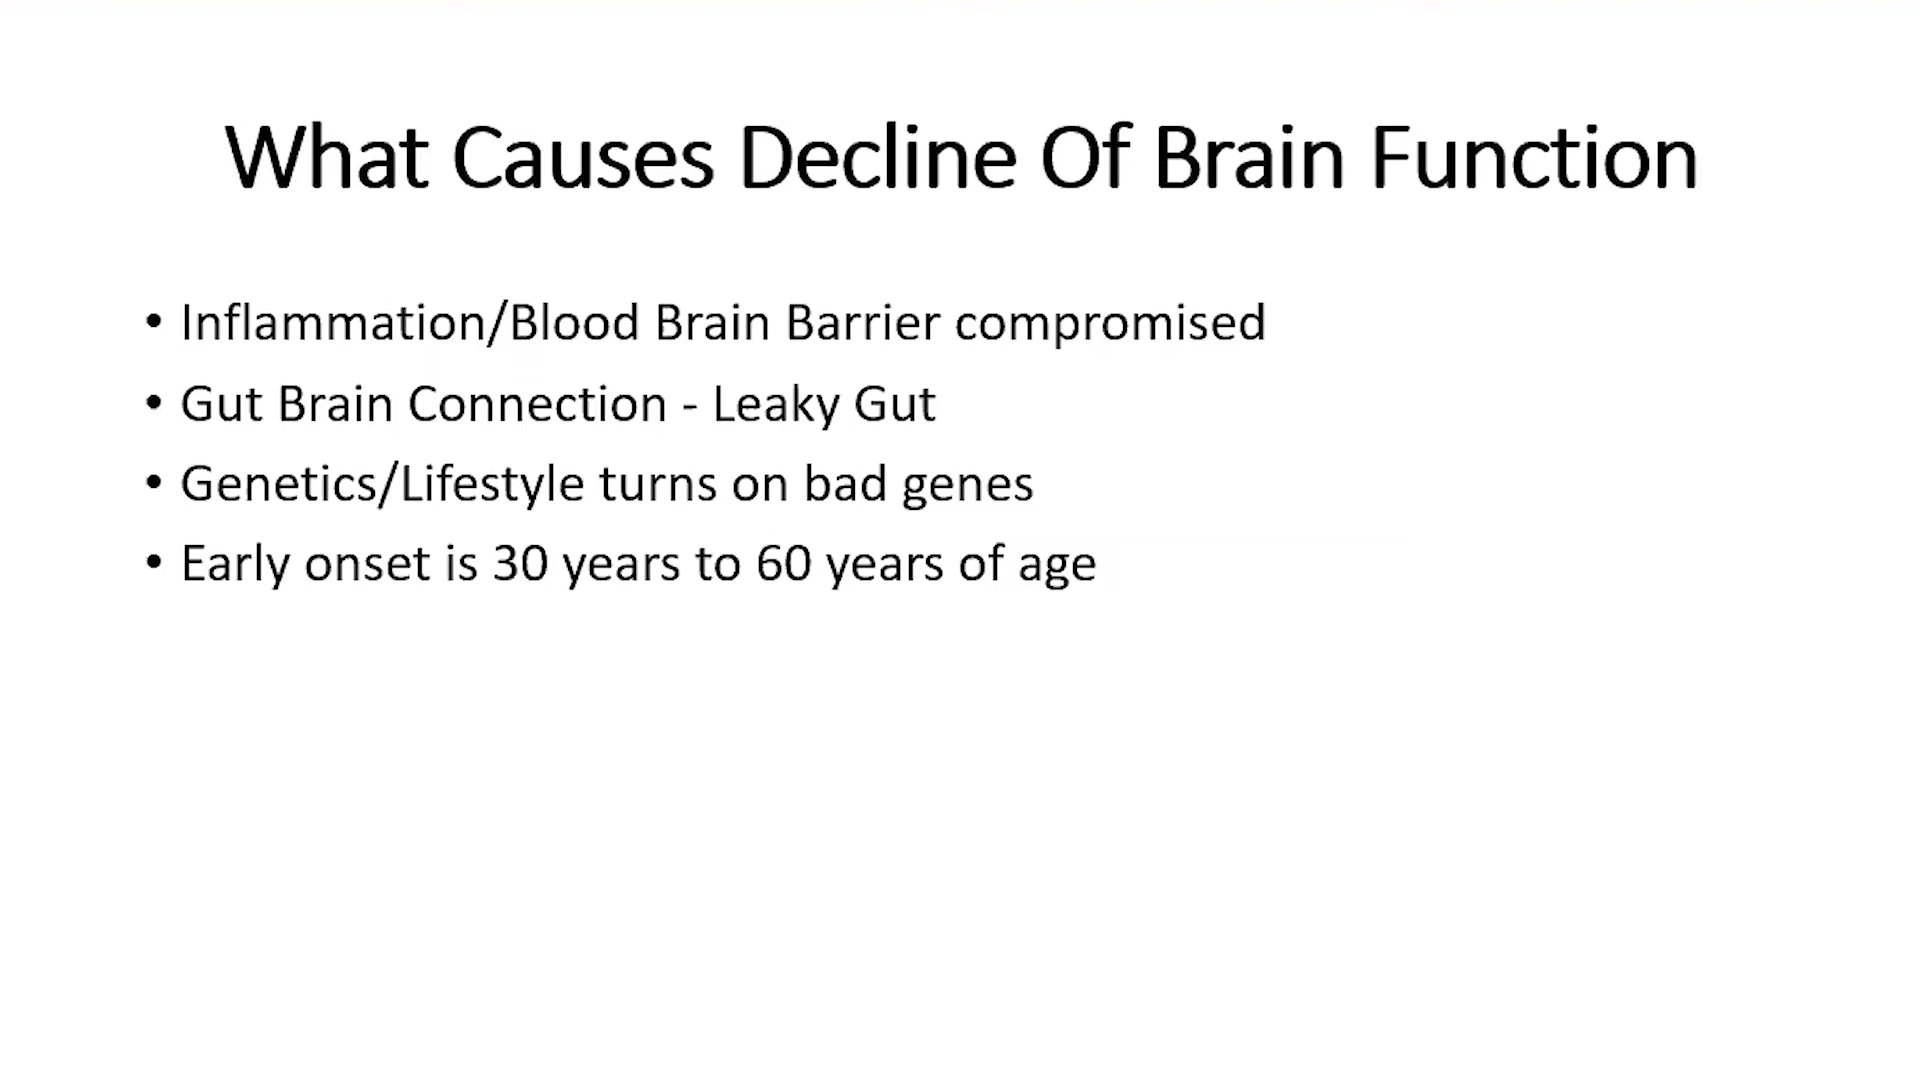 What Causes Decline Of Brain Function
• Inflammation/Blood Brain Barrier compromised
• Gut Brain Connection - Leaky Gut
• Genetics/Lifestyle turns on bad genes
• Early onset is 30 years to 60 years of age